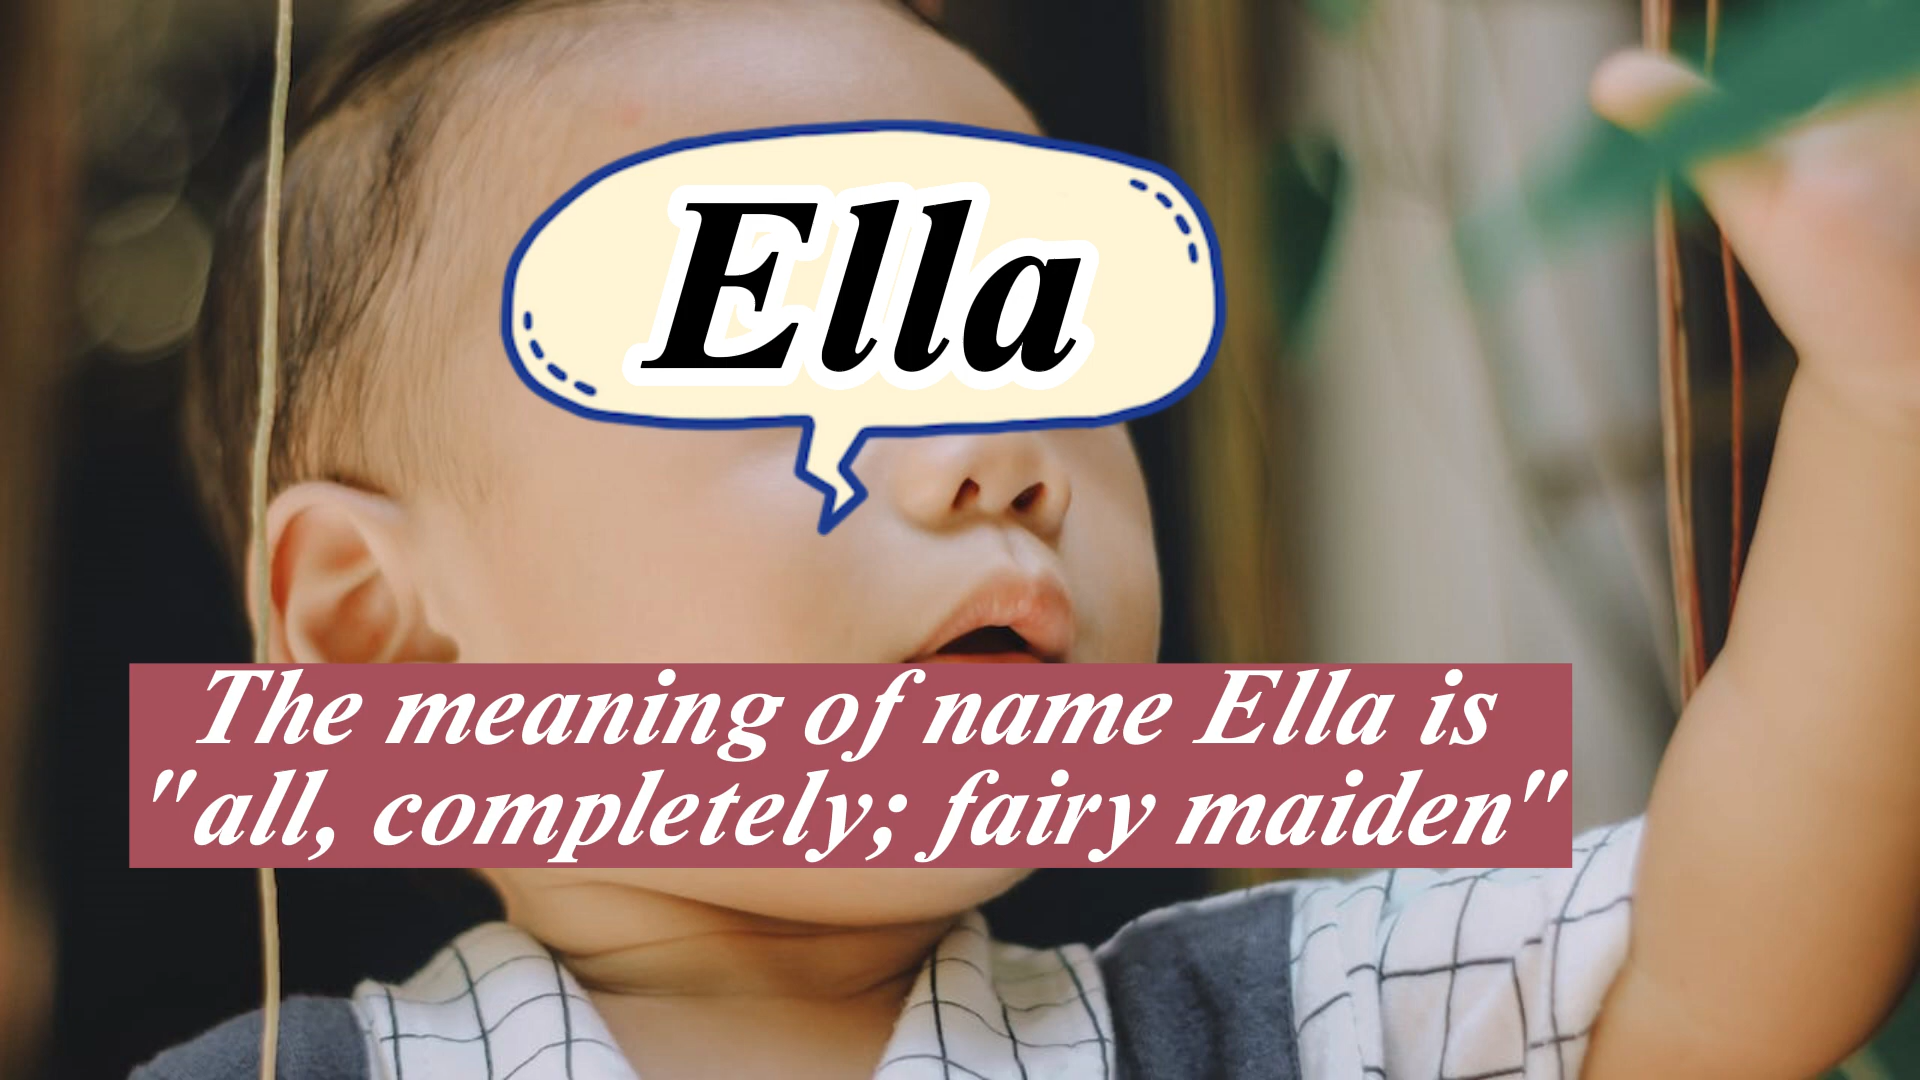 Ella
The meaning of name Ella is
"all, completely; fairy maiden"